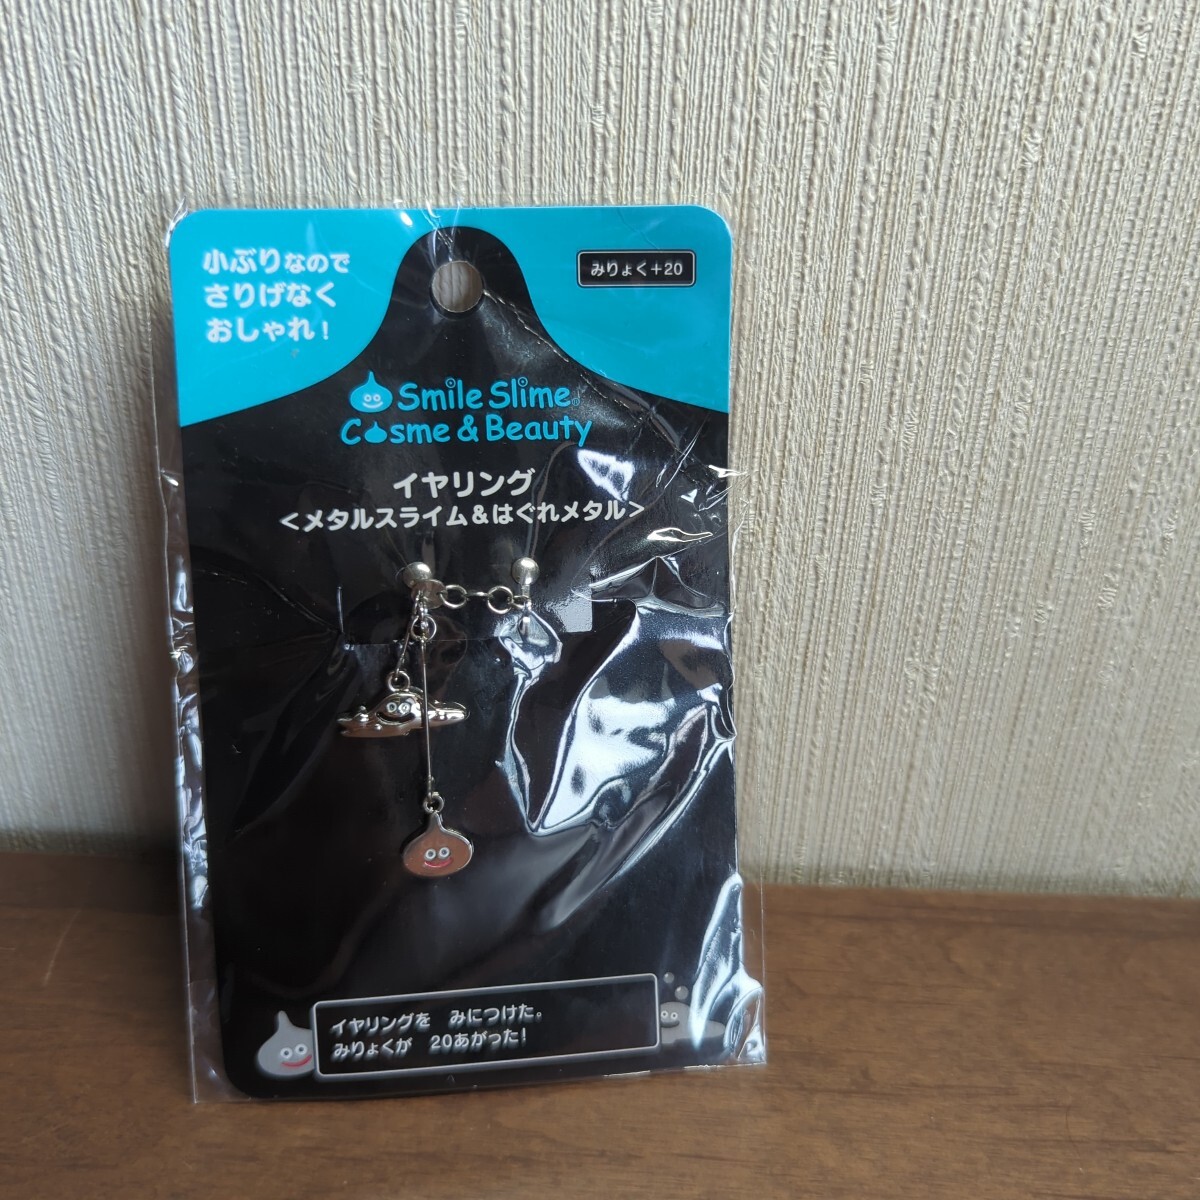 小ぶりなので
さりげなく
おしゃれ！
みりょく＋20
Smile Slime®
Cosme & Beauty
イヤリング
＜メタルスライム＆はぐれメタル＞
イヤリングを　みにつけた。
みりょくが　20あがった！